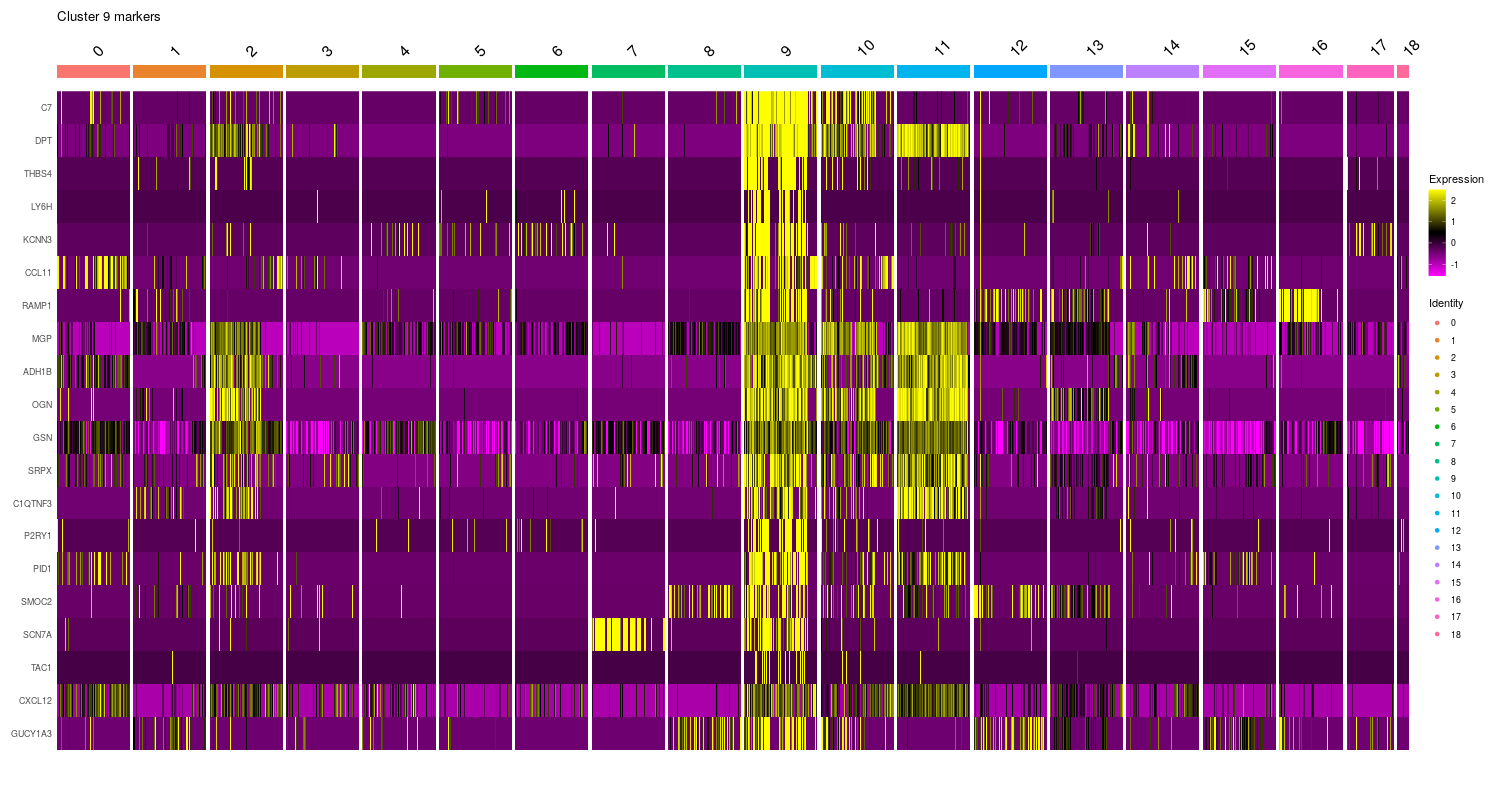 Cluster 9 markers
0 1 2 3 4 5 6 7 8 9 10 11 12 13 14 15 16 17 18
C7
DPT
THBS4
LY6H
KCNN3
CCL11
RAMP1
MGP
ADH1B
OGN
GSN
SRPX
C1QTNF3
P2RY1
PID1
SMOC2
SCN7A
TAC1
CXCL12
GUCY1A3
Expression
2
1
0
-1
Identity
0
1
2
3
4
5
6
7
8
9
10
11
12
13
14
15
16
17
18